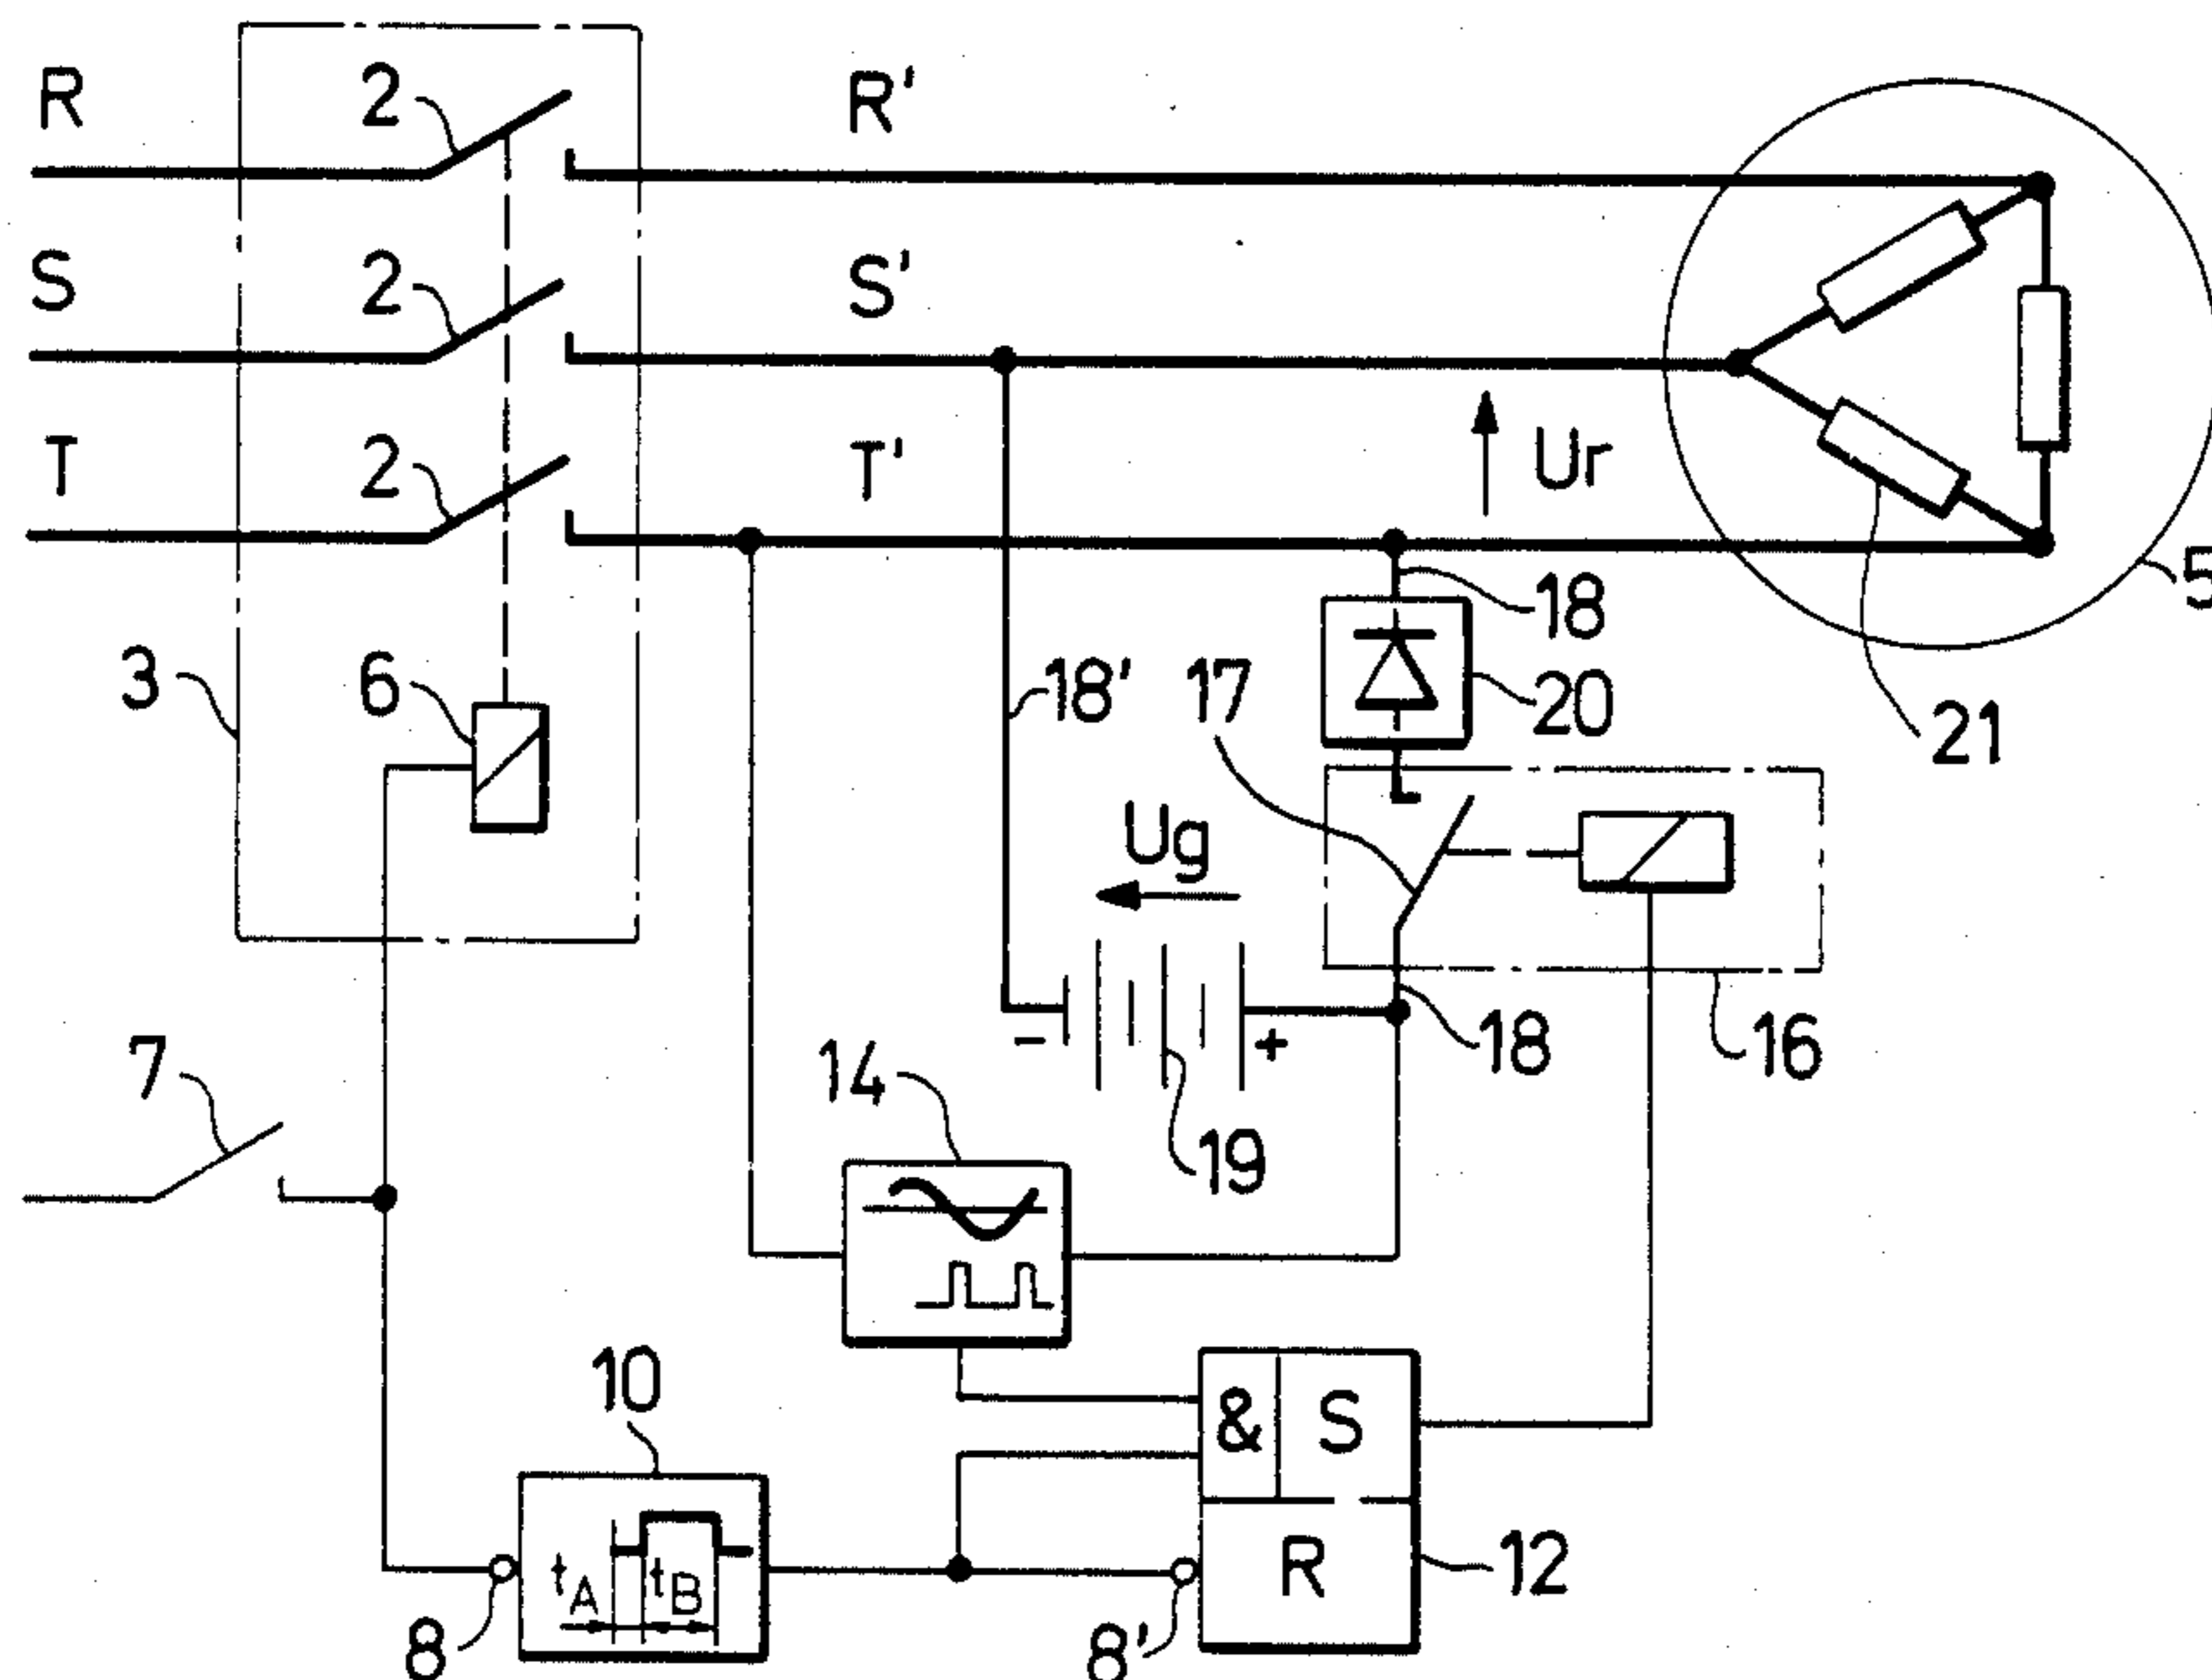 R 2 R'
S 2 S'
T 2 T' Ur
5
18
3 6 18' 17 20 21
Ug
- + 18 16
7 14 19
10
& S
tA tB R 12
8 8'